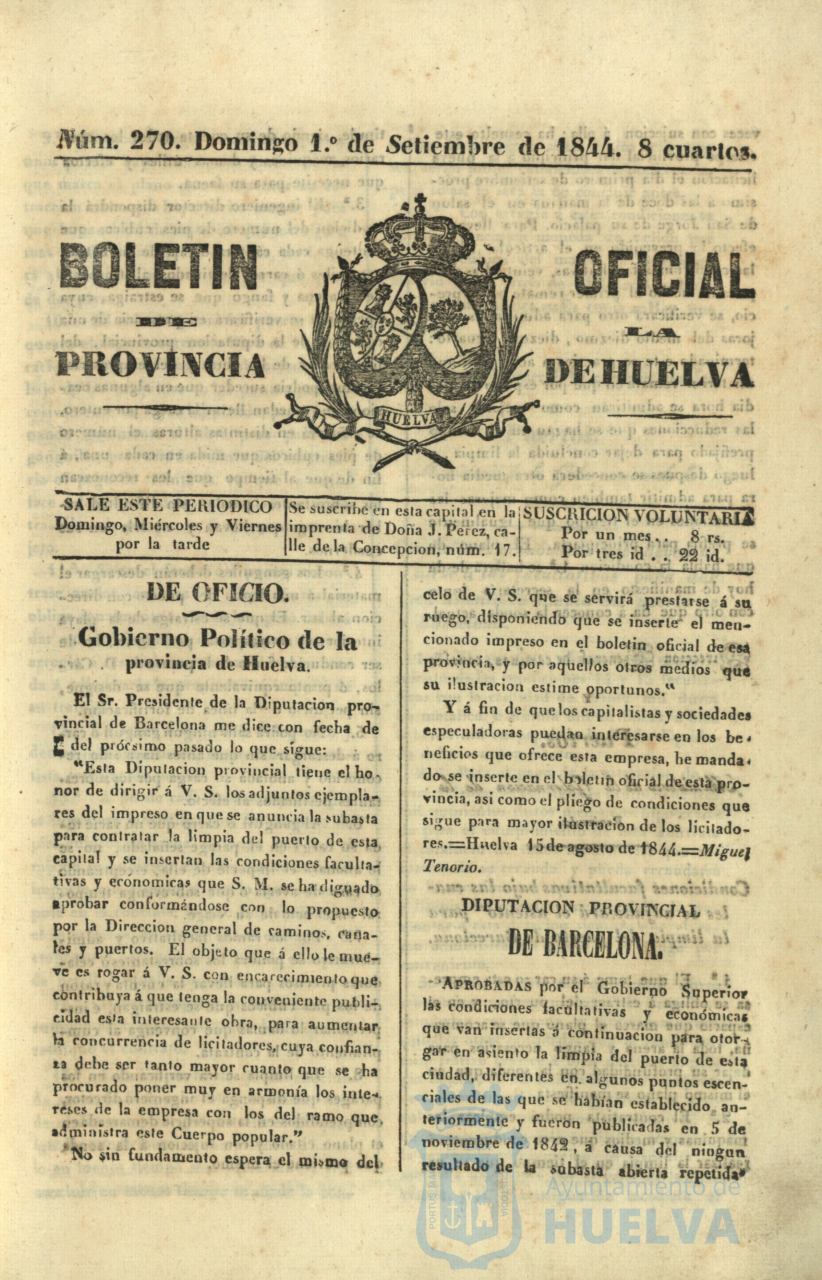 Núm. 270. Domingo 1.º de Setiembre de 1844. 8 cuartos.
BOLETIN OFICIAL
DE LA
PROVINCIA DE HUELVA
HUELVA
SALE ESTE PERIODICO
Domingo, Miércoles y Viernes
por la tarde
Se suscribe en esta capital en la
imprenta de Doña J. Perez, ca-
lle de la Concepcion, núm. 17.
SUSCRICION VOLUNTARIA
Por un mes . . 8 rs.
Por tres id . . 22 id.
DE OFICIO.
Gobierno Político de la
provincia de Huelva.
El Sr. Presidente de la Diputacion pro-
vincial de Barcelona me dice con fecha de
del prócsimo pasado lo que sigue:
"Esta Diputacion provincial tiene el ho-
nor de dirigir á V. S. los adjuntos ejempla-
res del impreso en que se anuncia la subasta
para contratar la limpia del puerto de esta
capital y se insertan las condiciones faculta-
tivas y económicas que S. M. se ha dignado
aprobar conformándose con lo propuesto
por la Direccion general de caminos, cana-
les y puertos. El objeto que á ello le mue-
ve es rogar á V. S. con encarecimiento que
contribuya á que tenga la conveniente publi-
cidad esta interesante obra, para aumentar
la concurrencia de licitadores, cuya confian-
za debe ser tanto mayor cuanto que se ha
procurado poner muy en armonía los inte-
reses de la empresa con los del ramo que
administra este Cuerpo popular."
"No sin fundamento espera el mismo del
celo de V. S. que se servirá prestarse á su
ruego, disponiendo que se inserte el men-
cionado impreso en el boletin oficial de esa
provincia, y por aquellos otros medios que
su ilustracion estime oportunos."
Y á fin de que los capitalistas y sociedades
especuladoras puedan interesarse en los be-
neficios que ofrece esta empresa, he manda-
do se inserte en el boletin oficial de esta pro-
vincia, asi como el pliego de condiciones que
sigue para mayor ilustracion de los licitado-
res.=Huelva 15 de agosto de 1844.=Miguel
Tenorio.
DIPUTACION PROVINCIAL
DE BARCELONA.
APROBADAS por el Gobierno Superior
las condiciones facultativas y económicas
que van insertas á continuacion para otor-
gar en asiento la limpia del puerto de esta
ciudad, diferentes en algunos puntos escen-
ciales de las que se habían establecido an-
teriormente y fueron publicadas en 5 de
noviembre de 1842, á causa del ningun
resultado de la subasta abierta repetidas
Ayuntamiento de
HUELVA